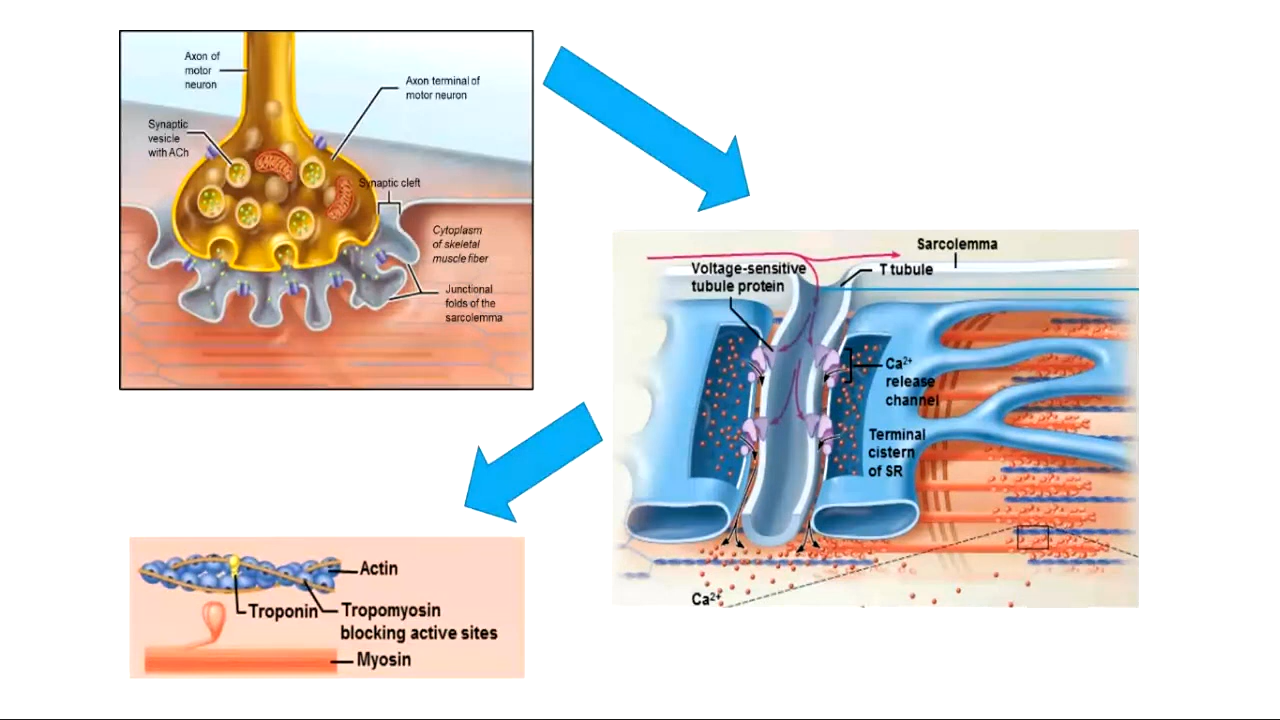 Axon of
motor
neuron
Axon terminal of
motor neuron
Synaptic
vesicle
with ACh
Synaptic cleft
Cytoplasm
of skeletal
muscle fiber
Junctional
folds of the
sarcolemma
Sarcolemma
Voltage-sensitive
tubule protein
T tubule
Ca²⁺
release
channel
Terminal
cistern
of SR
Ca²⁺
Actin
Troponin
Tropomyosin
blocking active sites
Myosin